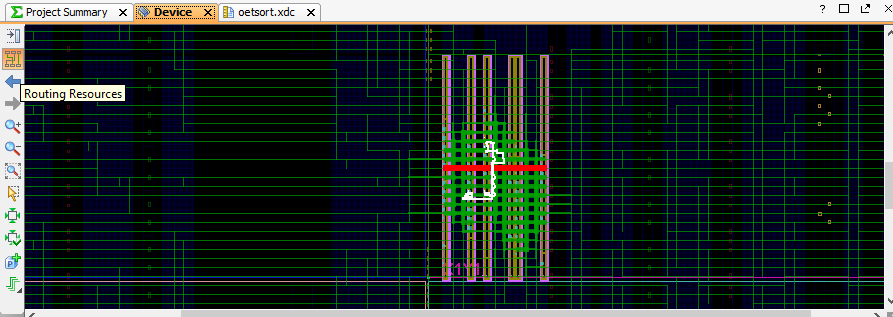 Project Summary
Device
oetsort.xdc
Routing Resources